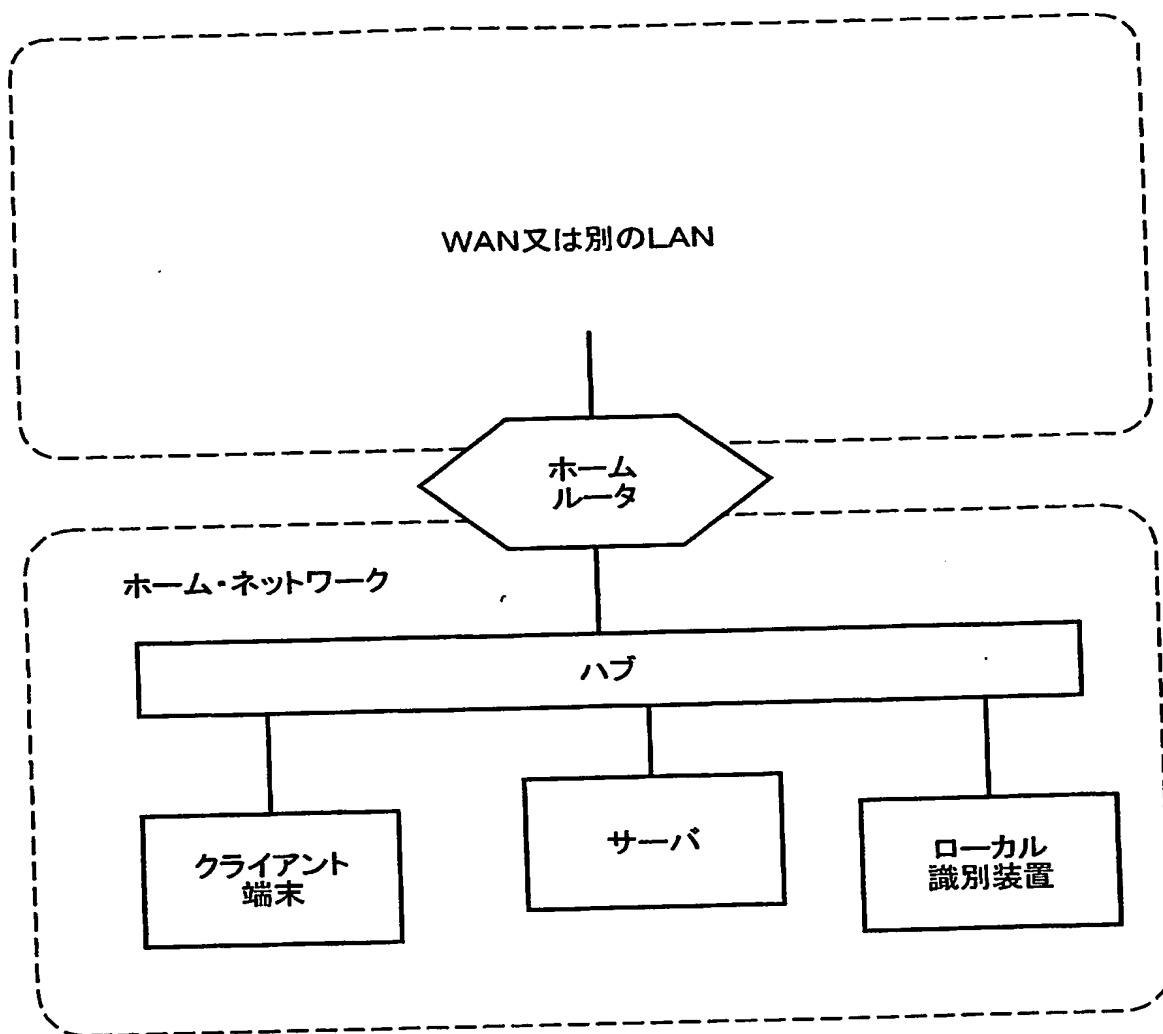 WAN又は別のLAN
ホーム
ルータ
ホーム・ネットワーク
ハブ
クライアント
端末
サーバ
ローカル
識別装置